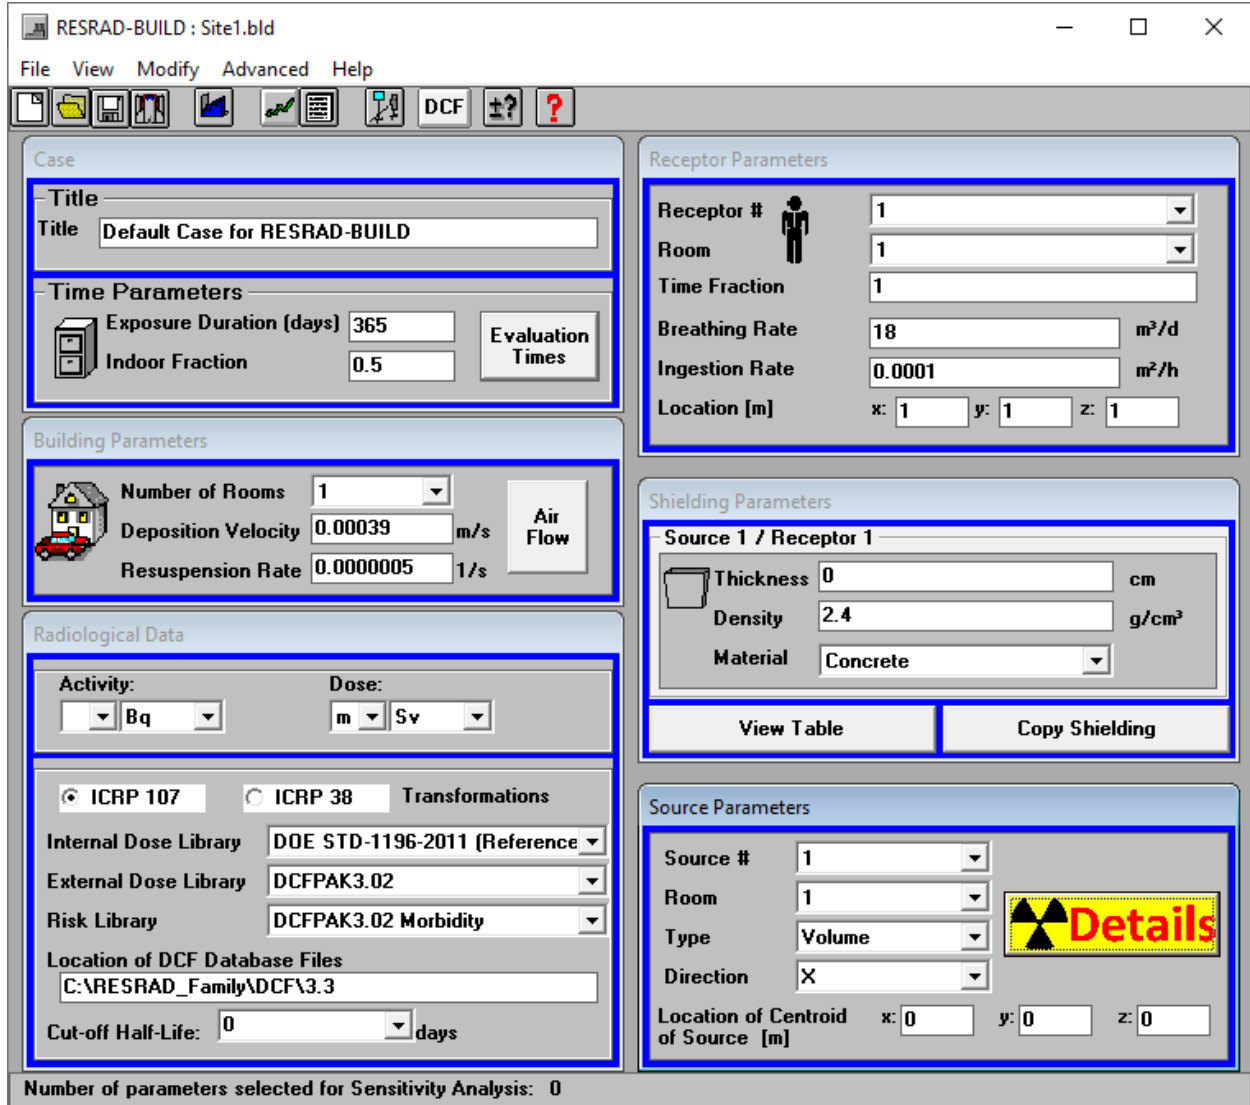 RESRAD-BUILD : Site1.bld
File View Modify Advanced Help
DCF ±? ?
Case
Title
Title Default Case for RESRAD-BUILD
Time Parameters
Exposure Duration (days) 365
Indoor Fraction 0.5
Evaluation Times
Building Parameters
Number of Rooms 1
Deposition Velocity 0.00039 m/s
Resuspension Rate 0.0000005 1/s
Air Flow
Radiological Data
Activity: Dose:
Bq m Sv
ICRP 107 ICRP 38 Transformations
Internal Dose Library DOE STD-1196-2011 (Reference
External Dose Library DCFPAK3.02
Risk Library DCFPAK3.02 Morbidity
Location of DCF Database Files
C:\RESRAD_Family\DCF\3.3
Cut-off Half-Life: 0 days
Receptor Parameters
Receptor # 1
Room 1
Time Fraction 1
Breathing Rate 18 m³/d
Ingestion Rate 0.0001 m²/h
Location [m] x: 1 y: 1 z: 1
Shielding Parameters
Source 1 / Receptor 1
Thickness 0 cm
Density 2.4 g/cm³
Material Concrete
View Table Copy Shielding
Source Parameters
Source # 1
Room 1
Type Volume
Direction X
Details
Location of Centroid x: 0 y: 0 z: 0
of Source [m]
Number of parameters selected for Sensitivity Analysis: 0